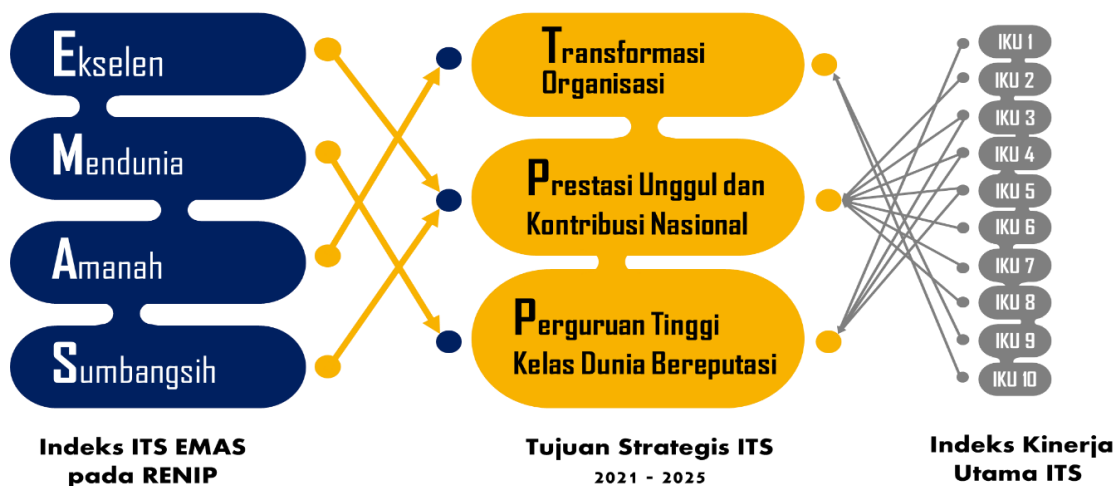 Ekselen
Mendunia
Amanah
Sumbangsih
Indeks ITS EMAS
pada RENIP
Transformasi
Organisasi
Prestasi Unggul dan
Kontribusi Nasional
Perguruan Tinggi
Kelas Dunia Bereputasi
Tujuan Strategis ITS
2021 - 2025
IKU 1
IKU 2
IKU 3
IKU 4
IKU 5
IKU 6
IKU 7
IKU 8
IKU 9
IKU 10
Indeks Kinerja
Utama ITS